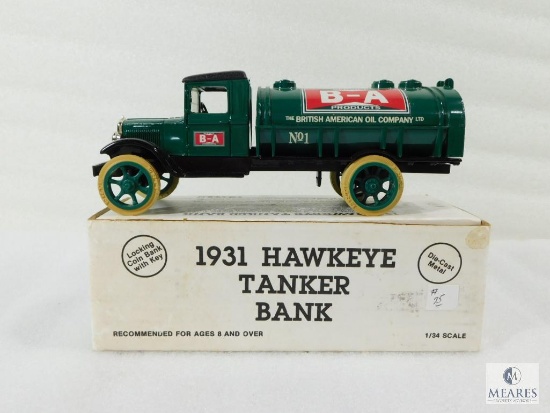 B-A
PRODUCTS
THE BRITISH AMERICAN OIL COMPANY LTD
No1
B-A
Locking
Coin Bank
with Key
1931 HAWKEYE
TANKER
BANK
Die-Cast
Metal
RECOMMENDED FOR AGES 8 AND OVER
1/34 SCALE
MEARES